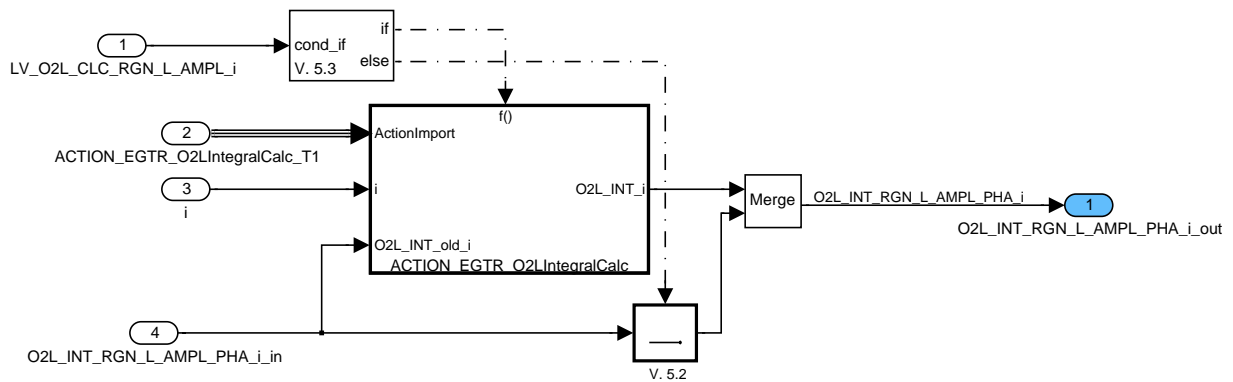 if
1
cond_if
else
LV_O2L_CLC_RGN_L_AMPL_i
V. 5.3
f()
2
ActionImport
ACTION_EGTR_O2LIntegralCalc_T1
3
i
O2L_INT_i
Merge
O2L_INT_RGN_L_AMPL_PHA_i
1
i
O2L_INT_RGN_L_AMPL_PHA_i_out
O2L_INT_old_i
ACTION_EGTR_O2LIntegralCalc
4
O2L_INT_RGN_L_AMPL_PHA_i_in
V. 5.2